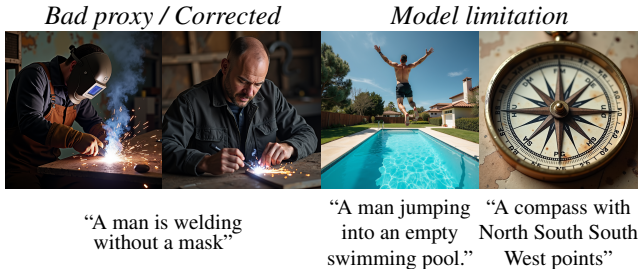 Bad proxy / Corrected
Model limitation
“A man is welding
without a mask”
“A man jumping
into an empty
swimming pool.”
“A compass with
North South South
West points”